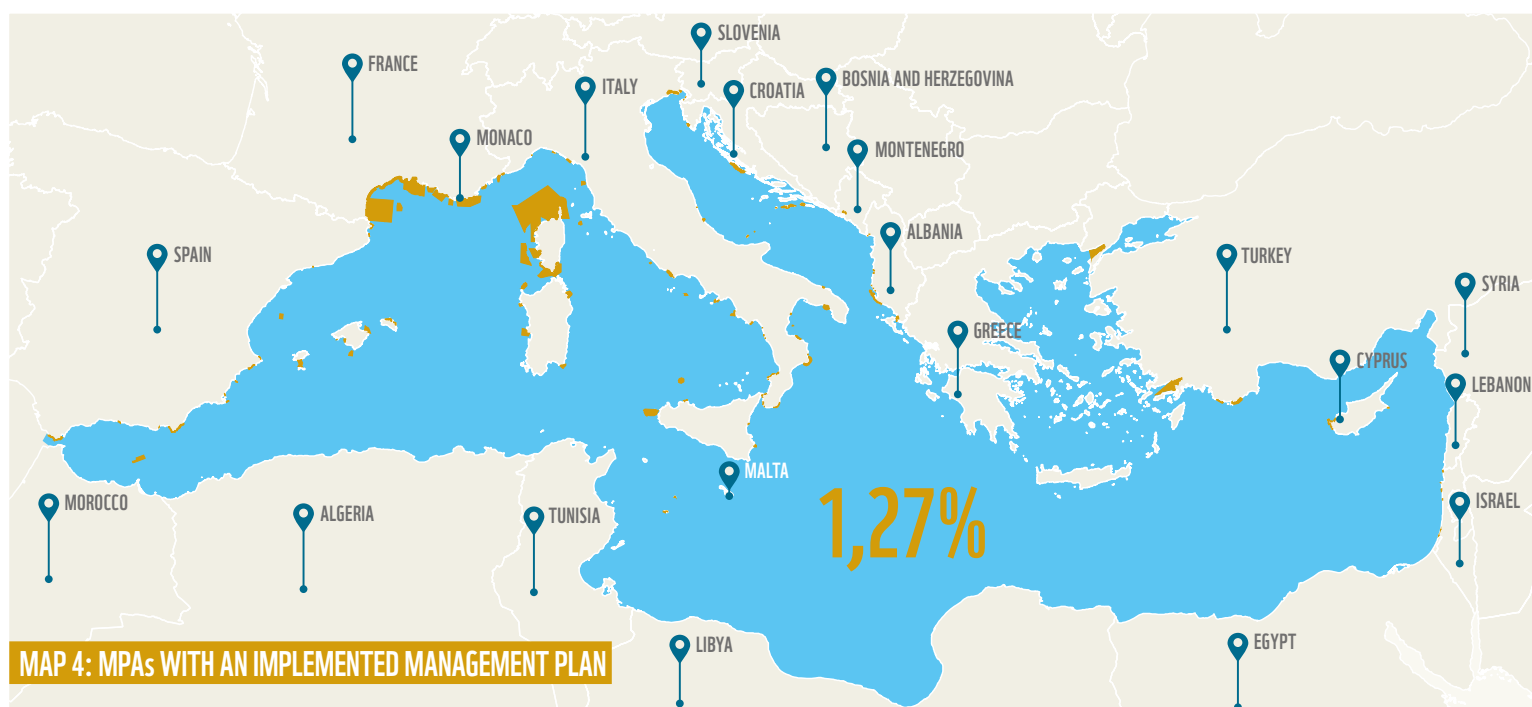 SLOVENIA
FRANCE
ITALY
CROATIA
BOSNIA AND HERZEGOVINA
MONACO
MONTENEGRO
ALBANIA
SPAIN
TURKEY
SYRIA
GREECE
CYPRUS
LEBANON
MALTA
MOROCCO
ALGERIA
TUNISIA
1,27%
ISRAEL
LIBYA
EGYPT
MAP 4: MPAs WITH AN IMPLEMENTED MANAGEMENT PLAN